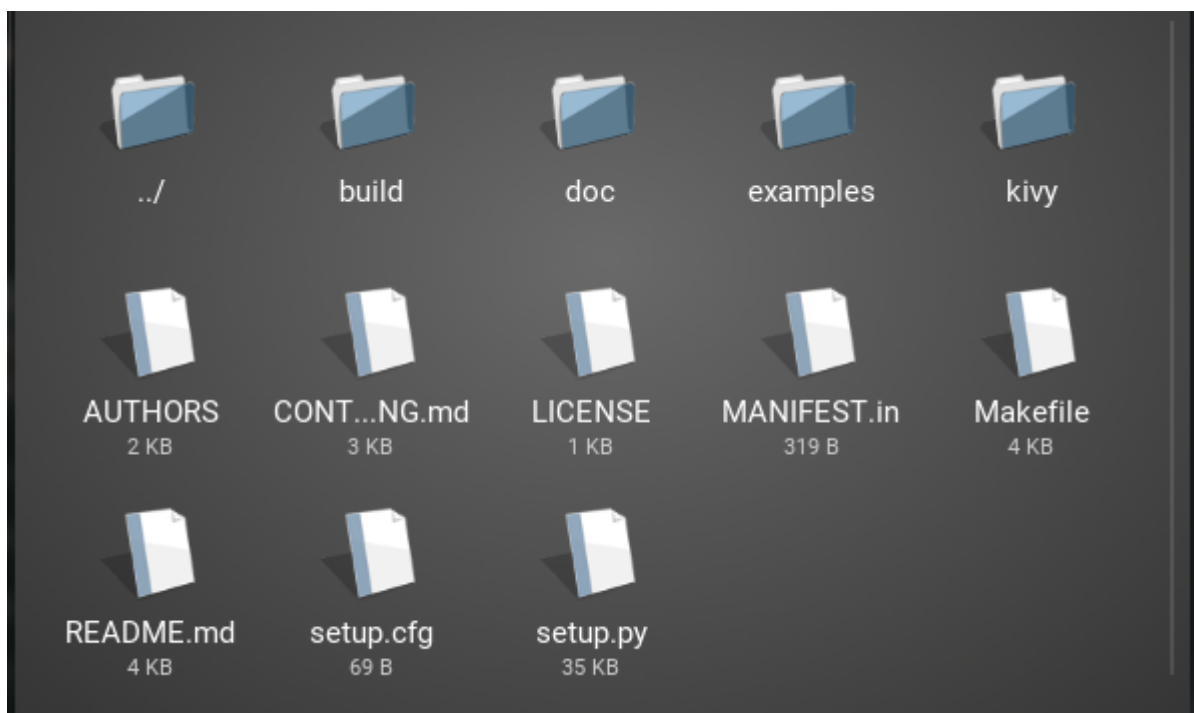 ../ build doc examples kivy
AUTHORS CONT...NG.md LICENSE MANIFEST.in Makefile
2 KB 3 KB 1 KB 319 B 4 KB
README.md setup.cfg setup.py
4 KB 69 B 35 KB